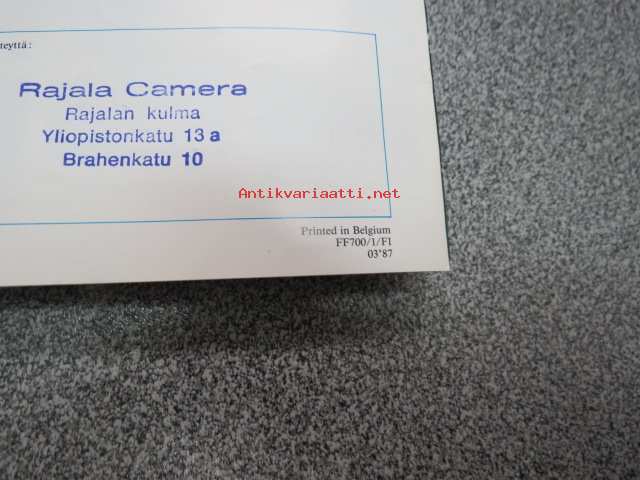 teyttä:
Rajala Camera
Rajalan kulma
Yliopistonkatu 13 a
Brahenkatu 10
Antikvariaatti.net
Printed in Belgium
FF700/1/FI
03'87